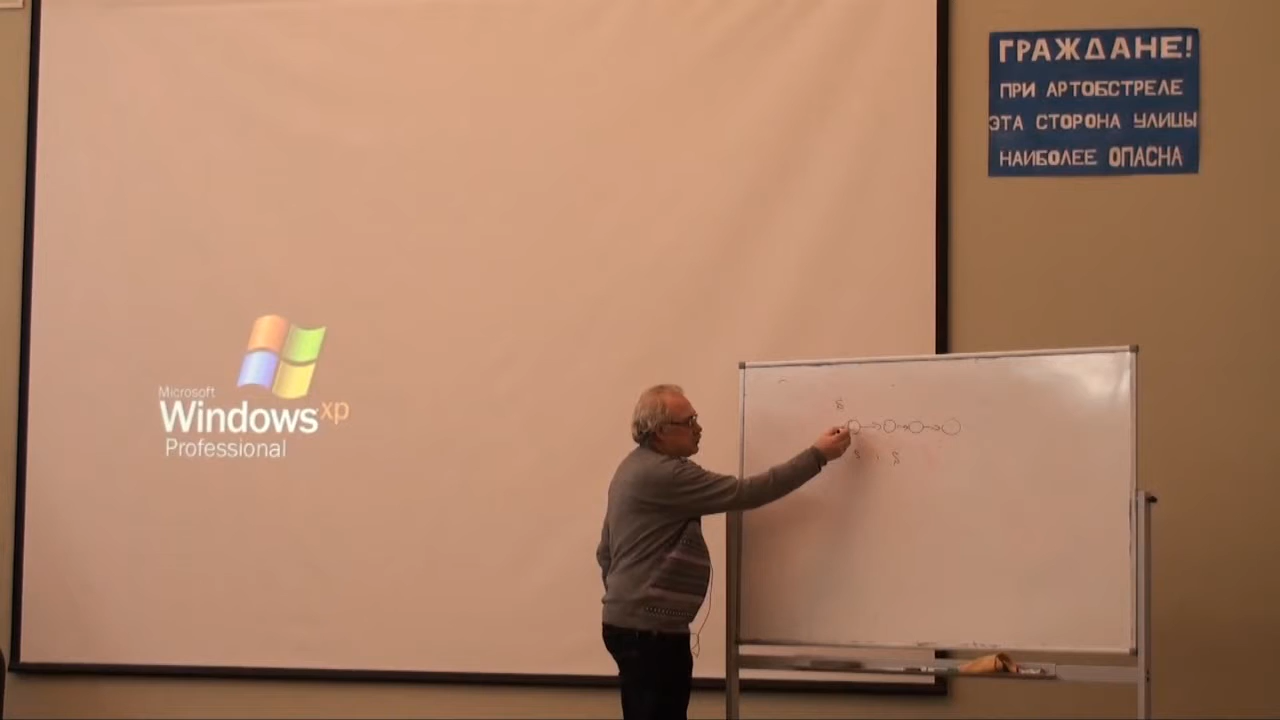 ГРАЖДАНЕ!
ПРИ АРТОБСТРЕЛЕ
ЭТА СТОРОНА УЛИЦЫ
НАИБОЛЕЕ ОПАСНА
Microsoft
Windows xp
Professional